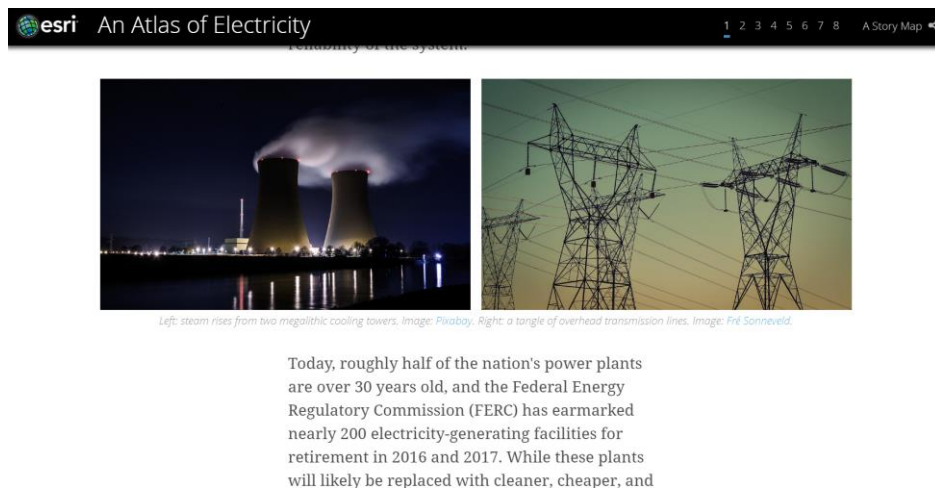 esri An Atlas of Electricity 1 2 3 4 5 6 7 8 A Story Map
reliability of the system.
Left: steam rises from two megalithic cooling towers. Image: Pixabay. Right: a tangle of overhead transmission lines. Image: Fré Sonneveld.
Today, roughly half of the nation's power plants
are over 30 years old, and the Federal Energy
Regulatory Commission (FERC) has earmarked
nearly 200 electricity-generating facilities for
retirement in 2016 and 2017. While these plants
will likely be replaced with cleaner, cheaper, and